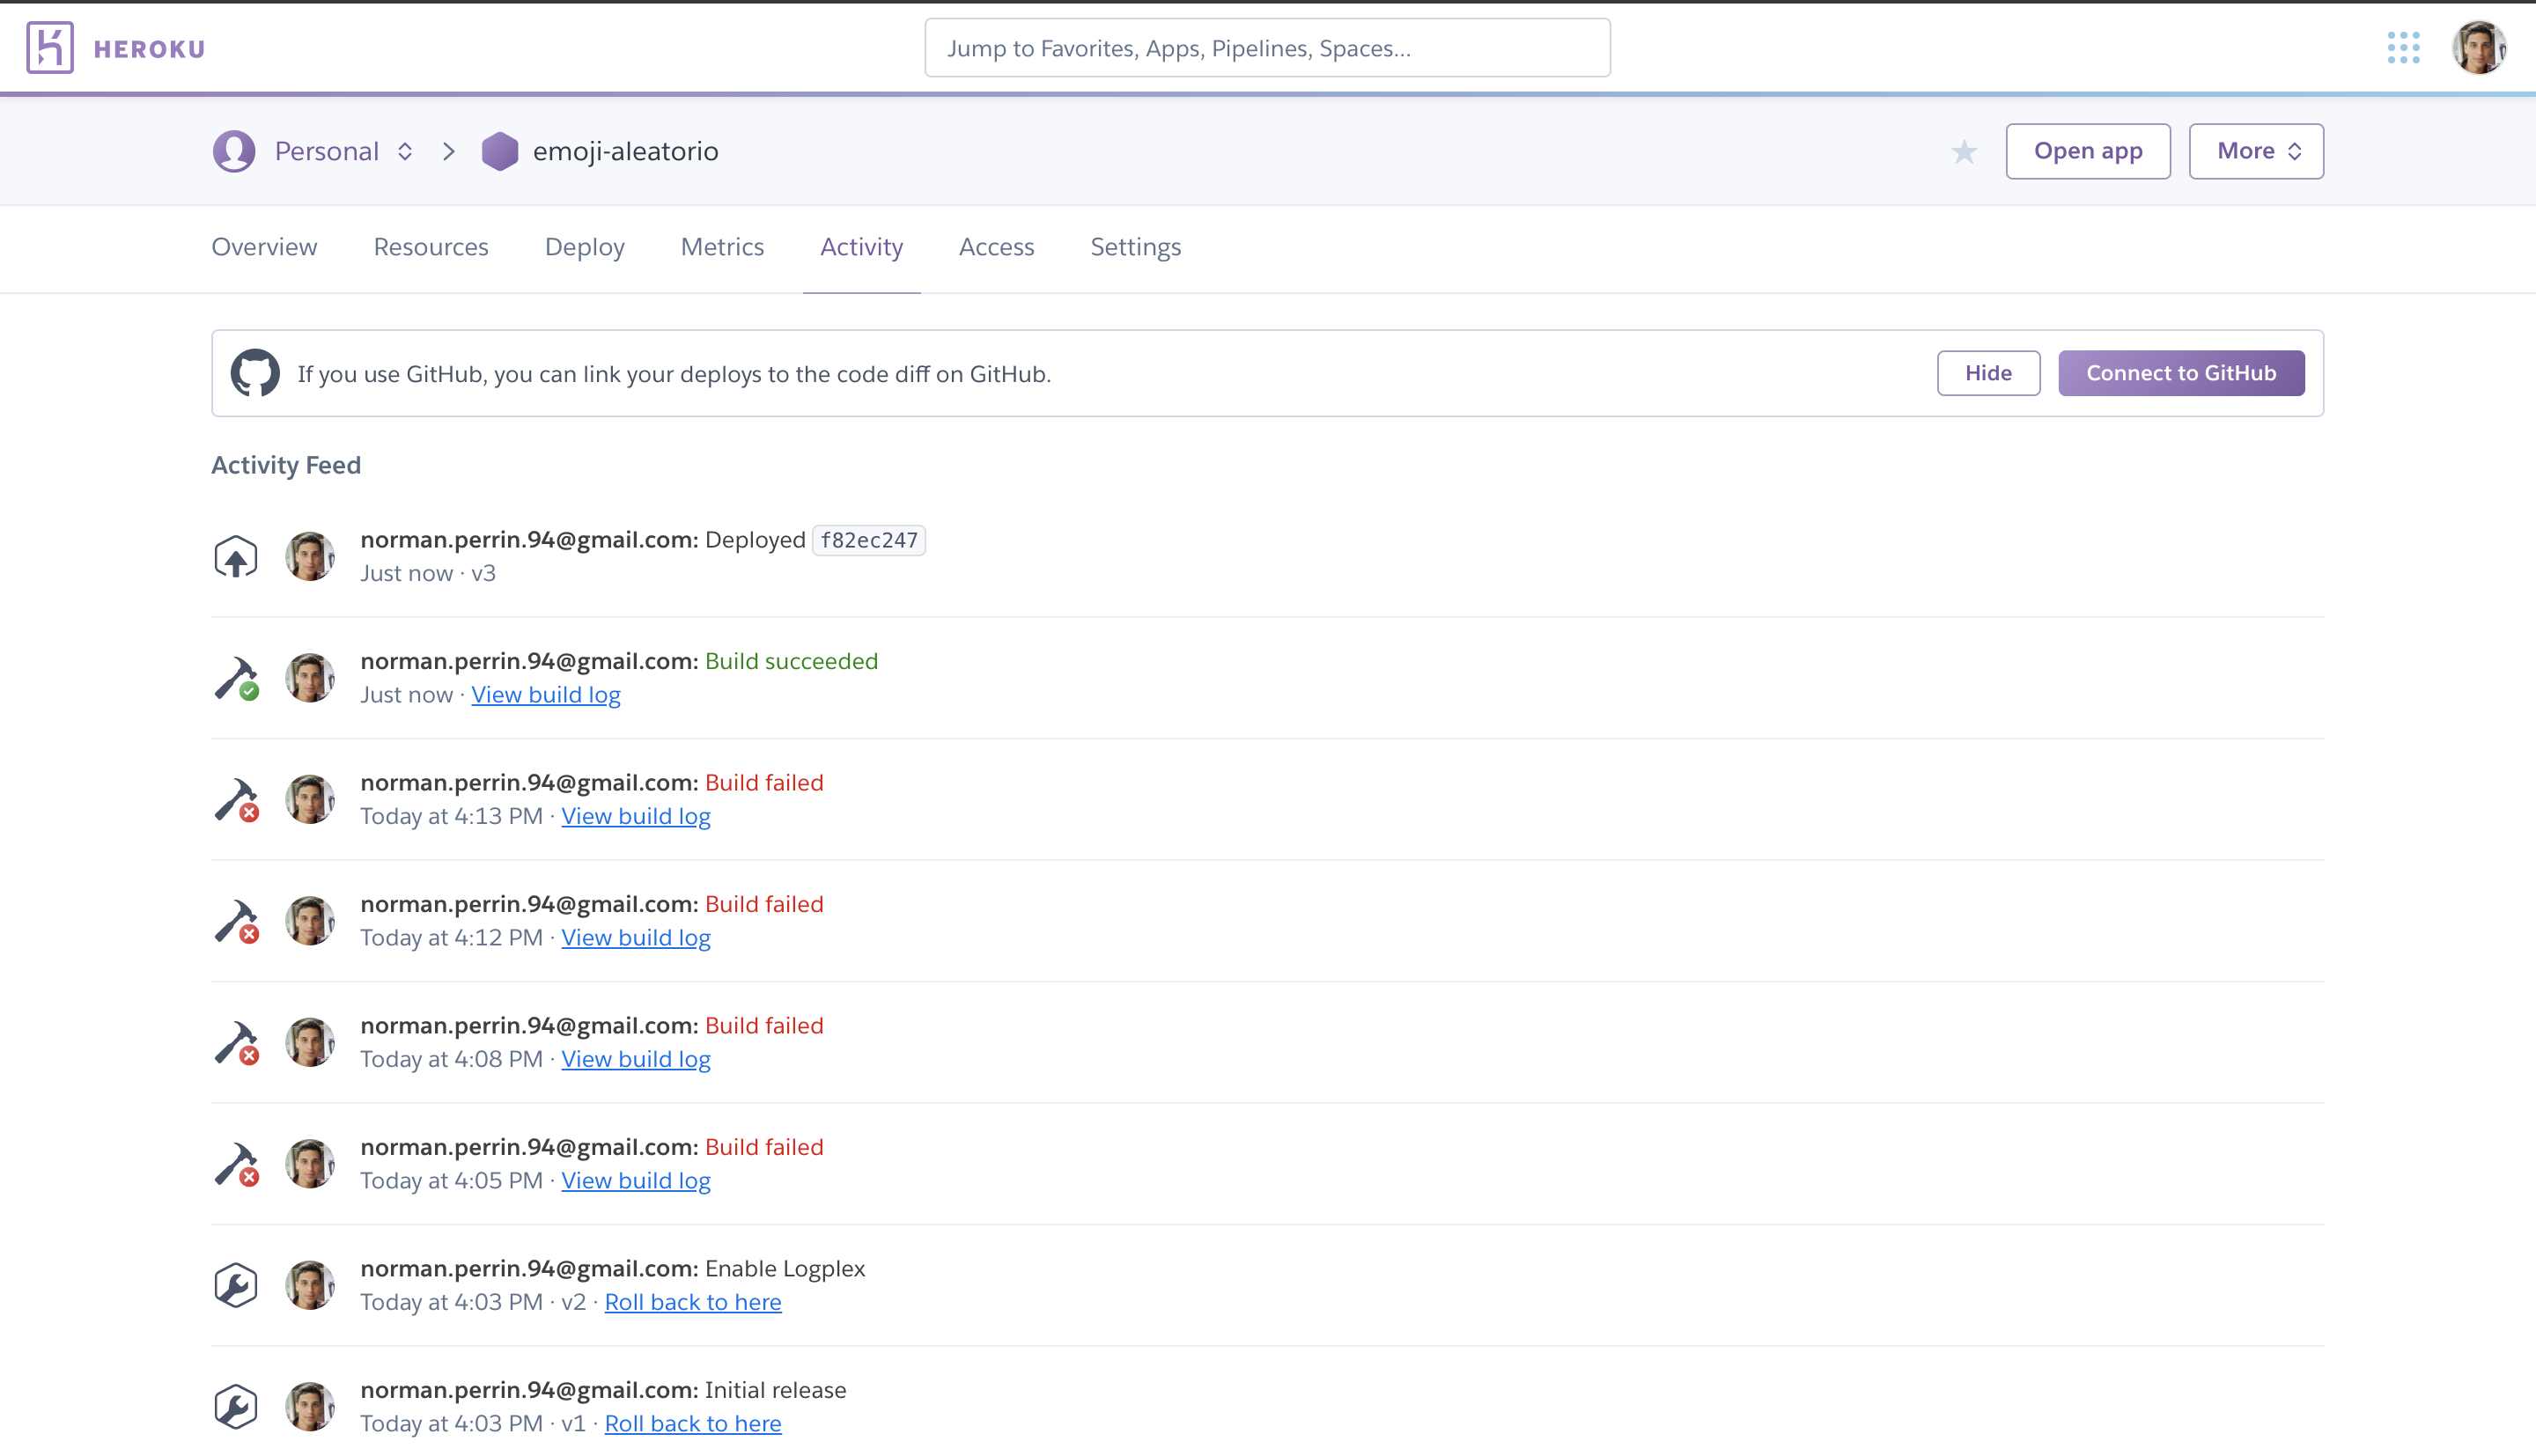 HEROKU
Jump to Favorites, Apps, Pipelines, Spaces...
Personal
emoji-aleatorio
Open app
More
Overview
Resources
Deploy
Metrics
Activity
Access
Settings
If you use GitHub, you can link your deploys to the code diff on GitHub.
Hide
Connect to GitHub
Activity Feed
norman.perrin.94@gmail.com: Deployed f82ec247
Just now · v3
norman.perrin.94@gmail.com: Build succeeded
Just now · View build log
norman.perrin.94@gmail.com: Build failed
Today at 4:13 PM · View build log
norman.perrin.94@gmail.com: Build failed
Today at 4:12 PM · View build log
norman.perrin.94@gmail.com: Build failed
Today at 4:08 PM · View build log
norman.perrin.94@gmail.com: Build failed
Today at 4:05 PM · View build log
norman.perrin.94@gmail.com: Enable Logplex
Today at 4:03 PM · v2 · Roll back to here
norman.perrin.94@gmail.com: Initial release
Today at 4:03 PM · v1 · Roll back to here